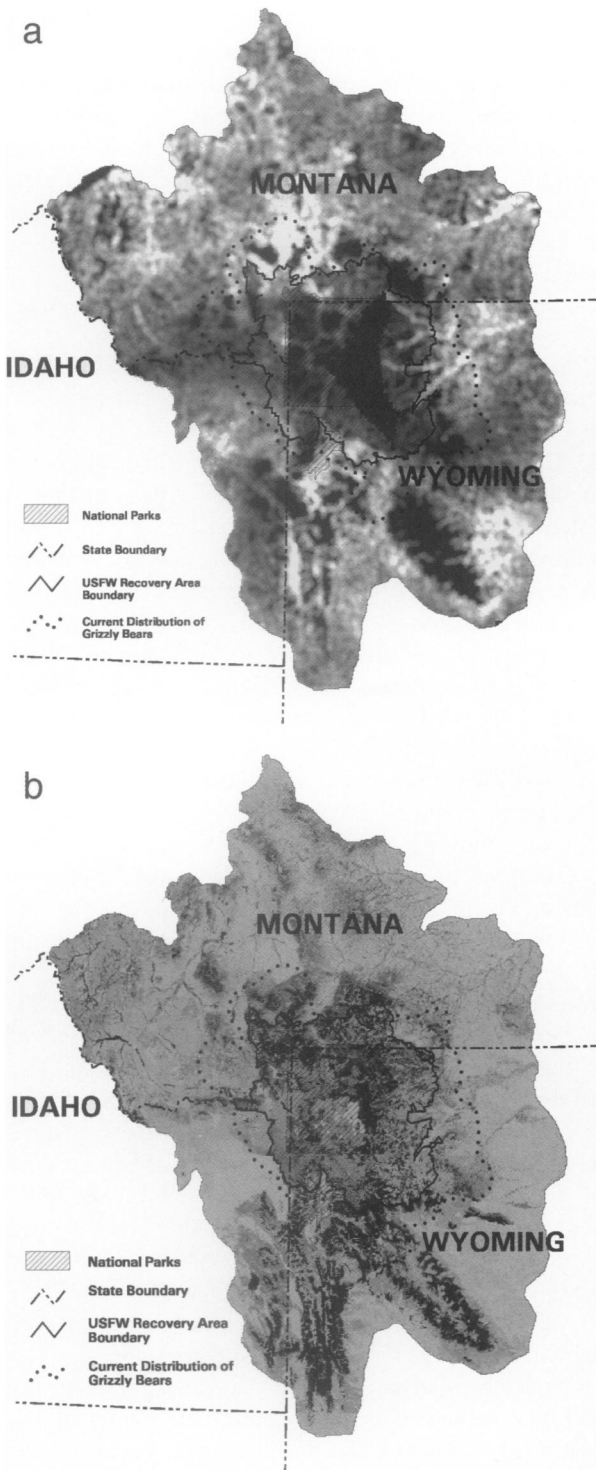 a
MONTANA
IDAHO
WYOMING
National Parks
State Boundary
USFW Recovery Area
Boundary
Current Distribution of
Grizzly Bears
b
MONTANA
IDAHO
WYOMING
National Parks
State Boundary
USFW Recovery Area
Boundary
Current Distribution of
Grizzly Bears